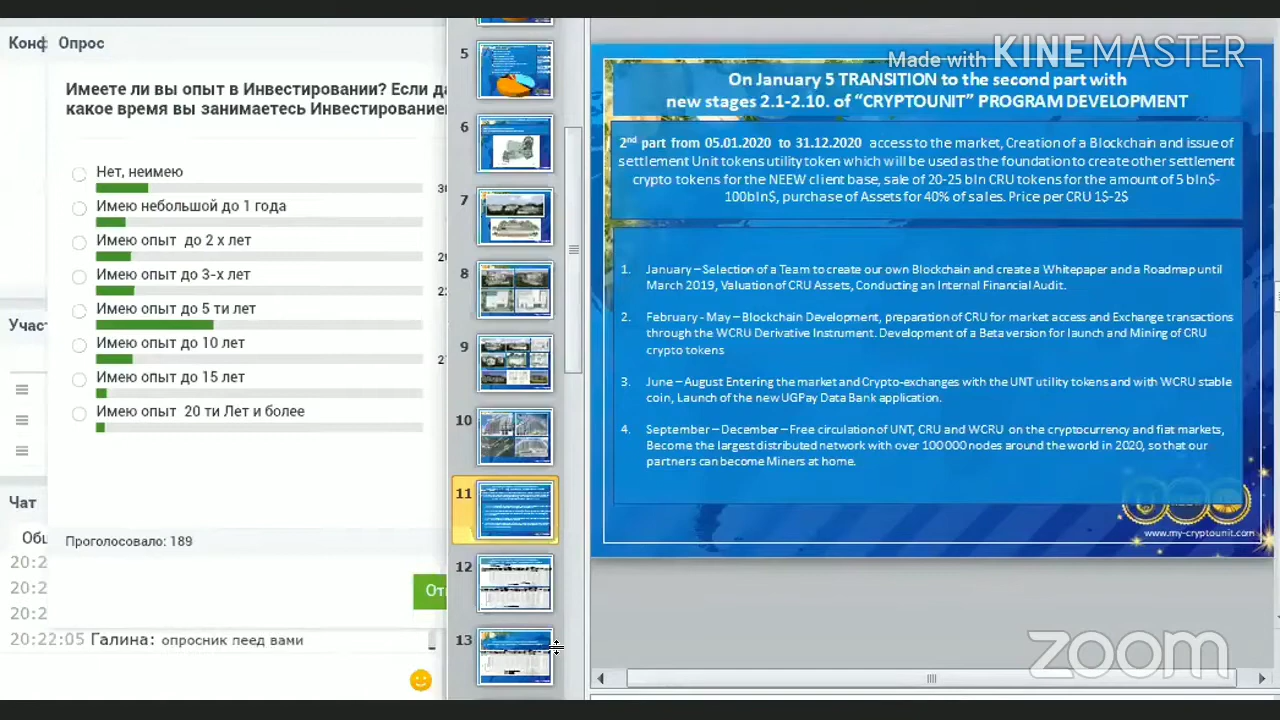 Конф
Опрос
Имеете ли вы опыт в Инвестировании? Если да
какое время вы занимаетесь Инвестирование
Нет, неимею
Имею небольшой до 1 года
Имею опыт до 2 х лет
Имею опыт до 3-х лет
Имею опыт до 5 ти лет
Имею опыт до 10 лет
Имею опыт до 15 лет
Имею опыт 20 ти Лет и более
Участ
Чат
Общ
Проголосовало: 189
От
20:2
20:2
20:2
20:22:05 Галина: опросник пеед вами
5
6
7
8
9
10
11
12
13
Made with KINEMASTER
On January 5 TRANSITION to the second part with
new stages 2.1-2.10. of “CRYPTOUNIT” PROGRAM DEVELOPMENT
2nd part from 05.01.2020 to 31.12.2020 access to the market, Creation of a Blockchain and issue of
settlement Unit tokens utility token which will be used as the foundation to create other settlement
crypto tokens for the NEEW client base, sale of 20-25 bln CRU tokens for the amount of 5 bln$-
100bln$, purchase of Assets for 40% of sales. Price per CRU 1$-2$
1. January – Selection of a Team to create our own Blockchain and create a Whitepaper and a Roadmap until
March 2019, Valuation of CRU Assets, Conducting an Internal Financial Audit.
2. February - May – Blockchain Development, preparation of CRU for market access and Exchange transactions
through the WCRU Derivative Instrument. Development of a Beta version for launch and Mining of CRU
crypto tokens
3. June – August Entering the market and Crypto-exchanges with the UNT utility tokens and with WCRU stable
coin, Launch of the new UGPay Data Bank application.
4. September – December – Free circulation of UNT, CRU and WCRU on the cryptocurrency and fiat markets,
Become the largest distributed network with over 100 000 nodes around the world in 2020, so that our
partners can become Miners at home.
www.my-cryptounit.com
zoom